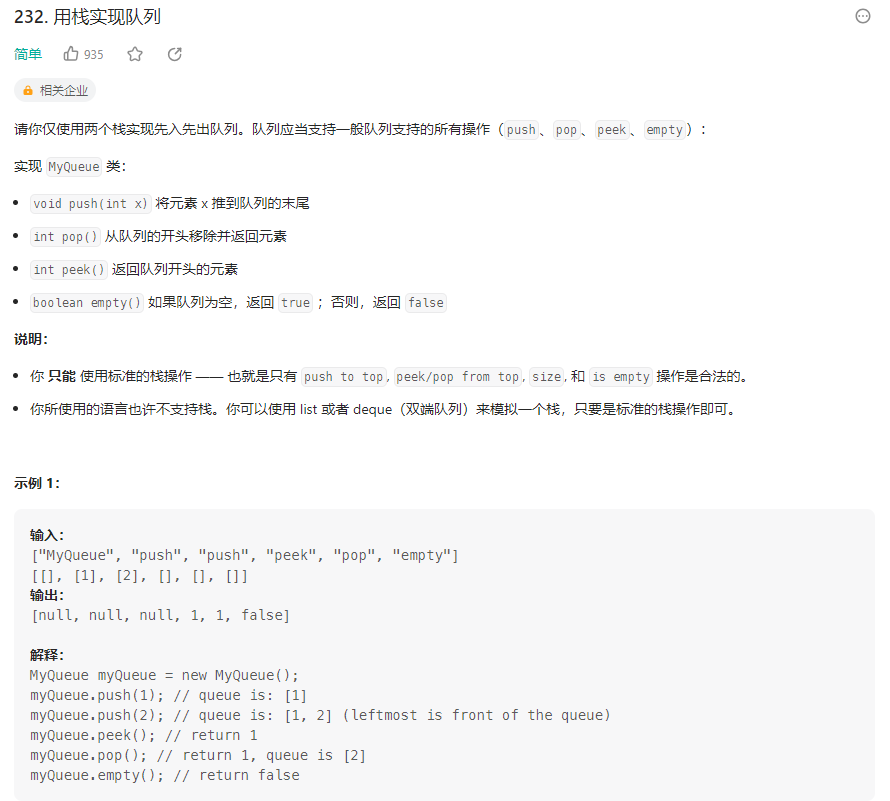 232. 用栈实现队列
简单 935
相关企业
请你仅使用两个栈实现先入先出队列。队列应当支持一般队列支持的所有操作（push、pop、peek、empty）：
实现 MyQueue 类：
void push(int x) 将元素 x 推到队列的末尾
int pop() 从队列的开头移除并返回元素
int peek() 返回队列开头的元素
boolean empty() 如果队列为空，返回 true ；否则，返回 false
说明：
你 只能 使用标准的栈操作 —— 也就是只有 push to top, peek/pop from top, size, 和 is empty 操作是合法的。
你所使用的语言也许不支持栈。你可以使用 list 或者 deque（双端队列）来模拟一个栈，只要是标准的栈操作即可。
示例 1：
输入：
["MyQueue", "push", "push", "peek", "pop", "empty"]
[[], [1], [2], [], [], []]
输出：
[null, null, null, 1, 1, false]
解释：
MyQueue myQueue = new MyQueue();
myQueue.push(1); // queue is: [1]
myQueue.push(2); // queue is: [1, 2] (leftmost is front of the queue)
myQueue.peek(); // return 1
myQueue.pop(); // return 1, queue is [2]
myQueue.empty(); // return false